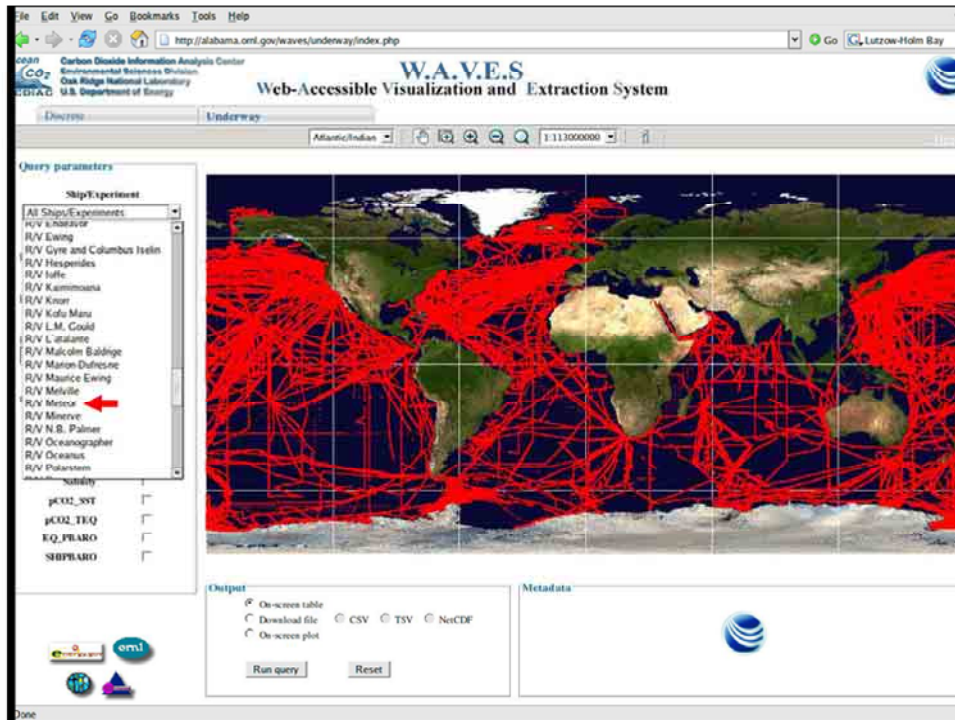 File Edit View Go Bookmarks Tools Help
http://alabama.ornl.gov/waves/underway/index.php Go Lutzow-Holm Bay
Ocean CO2 CDIAC
Carbon Dioxide Information Analysis Center
Environmental Sciences Division
Oak Ridge National Laboratory
U.S. Department of Energy
W.A.V.E.S
Web-Accessible Visualization and Extraction System
Discrete Underway
Atlantic/Indian 1:113000000
Query parameters
Ship/Experiment
All Ships/Experiments
R/V Endeavor
R/V Ewing
R/V Gyre and Columbus Iselin
R/V Hesperides
R/V Ioffe
R/V Kaimimoana
R/V Knorr
R/V Kofu Maru
R/V L.M. Gould
R/V L'atalante
R/V Malcolm Baldrige
R/V Marion-Dufresne
R/V Maurice Ewing
R/V Melville
R/V Meteor
R/V Minerve
R/V N.B. Palmer
R/V Oceanographer
R/V Oceanus
R/V Polarstern
Salinity
pCO2_SST
pCO2_TEQ
EQ_PBARO
SHIPBARO
Output
On-screen table
Download file CSV TSV NetCDF
On-screen plot
Run query Reset
Metadata
ornl
Done